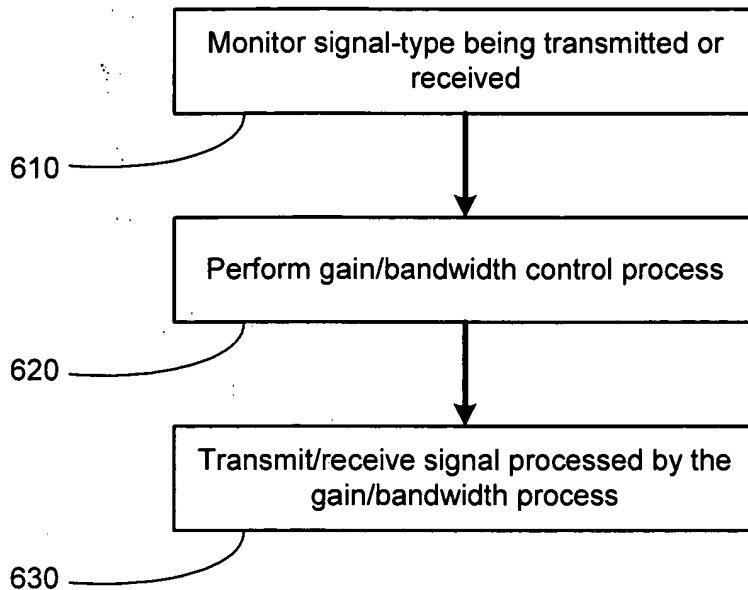 Monitor signal-type being transmitted or
received
610
Perform gain/bandwidth control process
620
Transmit/receive signal processed by the
gain/bandwidth process
630